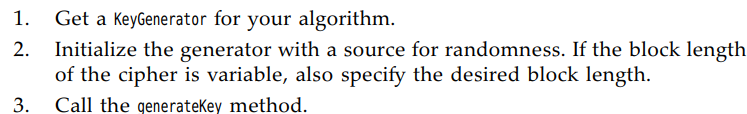 1. Get a KeyGenerator for your algorithm.
2. Initialize the generator with a source for randomness. If the block length
of the cipher is variable, also specify the desired block length.
3. Call the generateKey method.